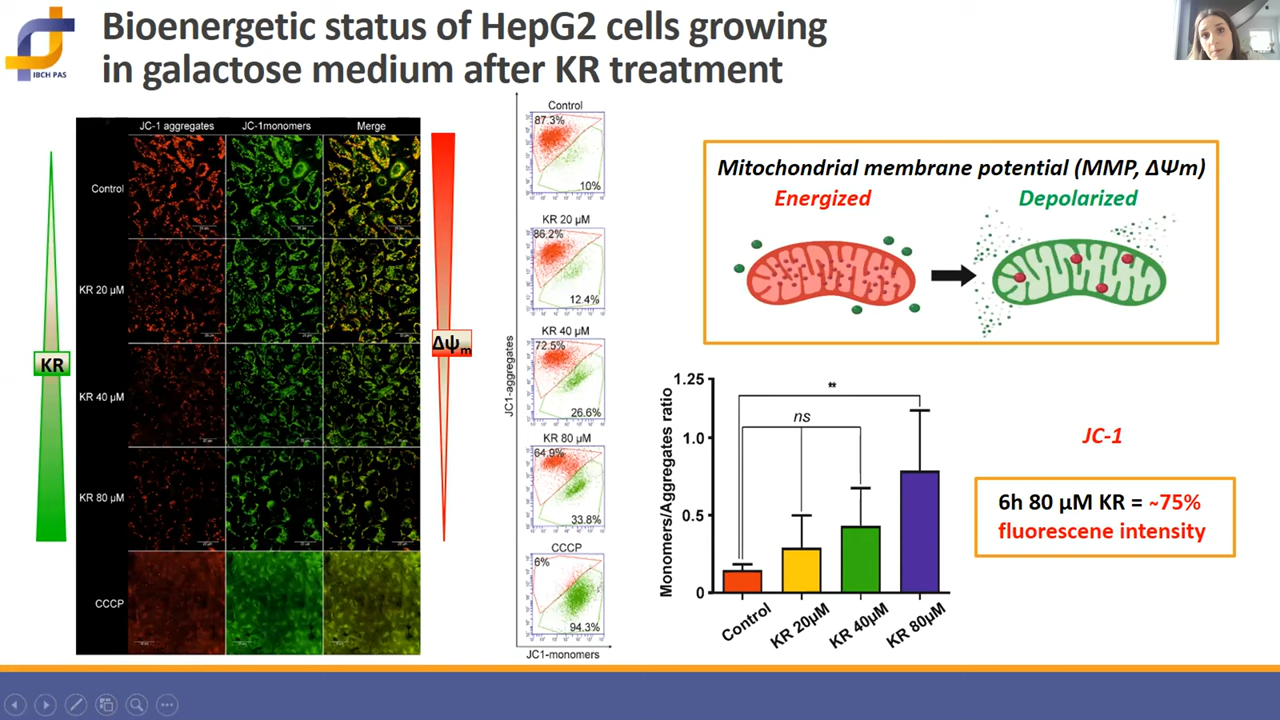 Bioenergetic status of HepG2 cells growing
in galactose medium after KR treatment
IBCH PAS
JC-1 aggregates
JC-1monomers
Merge
Control
KR 20 μM
KR 40 μM
KR 80 μM
CCCP
KR
Δψm
JC1-aggregates
Control
87.3%
10%
KR 20 μM
86.2%
12.4%
KR 40 μM
72.5%
26.6%
KR 80 μM
64.9%
33.8%
CCCP
6%
94.3%
JC1-monomers
Mitochondrial membrane potential (MMP, ΔΨm)
Energized
Depolarized
Monomers/Aggregates ratio
1.25
1.0
0.5
0
**
ns
Control
KR 20μM
KR 40μM
KR 80μM
JC-1
6h 80 μM KR = ~75%
fluorescene intensity